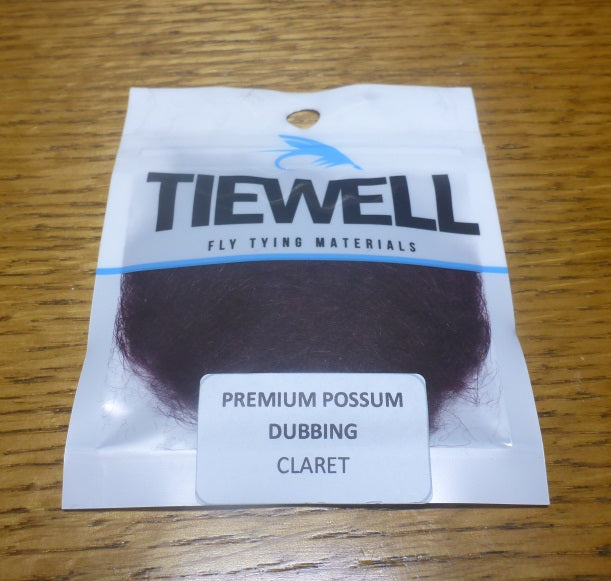 TIEWELL
FLY TYING MATERIALS
PREMIUM POSSUM
DUBBING
CLARET